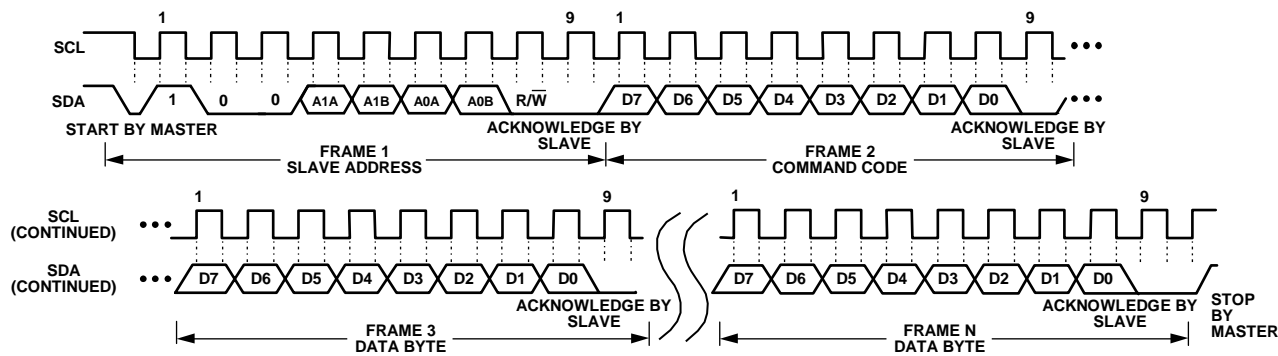 1 9 1 9
SCL
SDA 1 0 0 A1A A1B A0A A0B R/W D7 D6 D5 D4 D3 D2 D1 D0
START BY MASTER ACKNOWLEDGE BY SLAVE ACKNOWLEDGE BY SLAVE
FRAME 1
SLAVE ADDRESS
FRAME 2
COMMAND CODE
1 9 1 9
SCL
(CONTINUED)
SDA
(CONTINUED)
D7 D6 D5 D4 D3 D2 D1 D0 D7 D6 D5 D4 D3 D2 D1 D0
ACKNOWLEDGE BY
SLAVE
ACKNOWLEDGE BY
SLAVE
STOP
BY
MASTER
FRAME 3
DATA BYTE
FRAME N
DATA BYTE